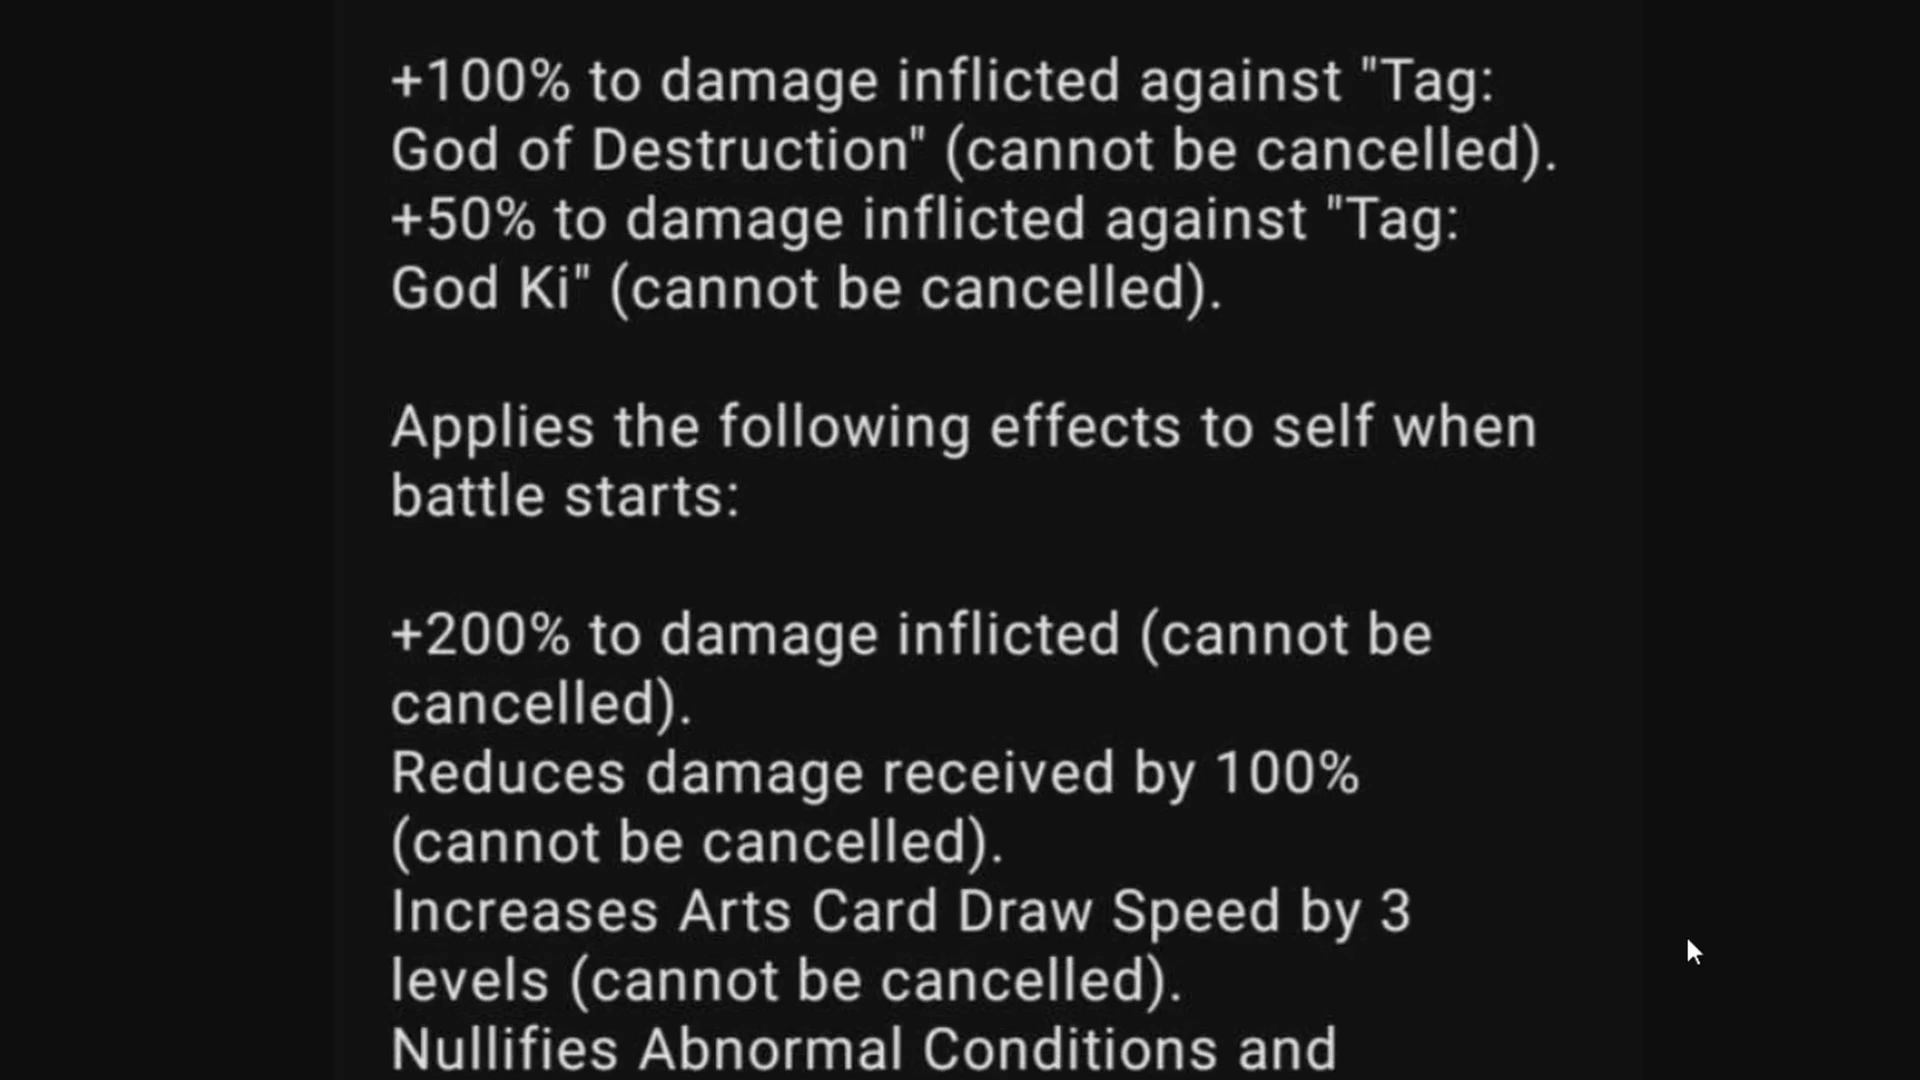 +100% to damage inflicted against "Tag:
God of Destruction" (cannot be cancelled).
+50% to damage inflicted against "Tag:
God Ki" (cannot be cancelled).
Applies the following effects to self when
battle starts:
+200% to damage inflicted (cannot be
cancelled).
Reduces damage received by 100%
(cannot be cancelled).
Increases Arts Card Draw Speed by 3
levels (cannot be cancelled).
Nullifies Abnormal Conditions and